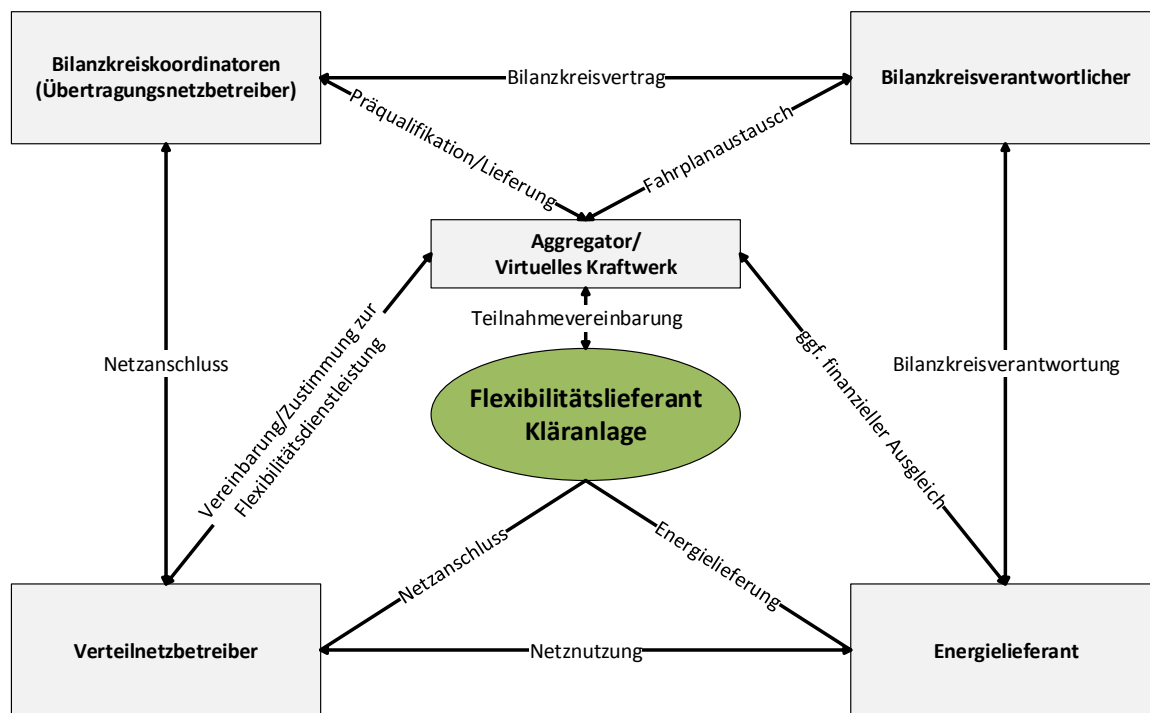 Bilanzkreiskoordinatoren
(Übertragungsnetzbetreiber)
Bilanzkreisvertrag
Bilanzkreisverantwortlicher
Präqualifikation/Lieferung
Fahrplanaustausch
Aggregator/
Virtuelles Kraftwerk
Teilnahmevereinbarung
Netzanschluss
Vereinbarung/Zustimmung zur
Flexibilitätsdienstleistung
Flexibilitätslieferant
Kläranlage
ggf. finanzieller Ausgleich
Bilanzkreisverantwortung
Netzanschluss
Energielieferung
Verteilnetzbetreiber
Netznutzung
Energielieferant